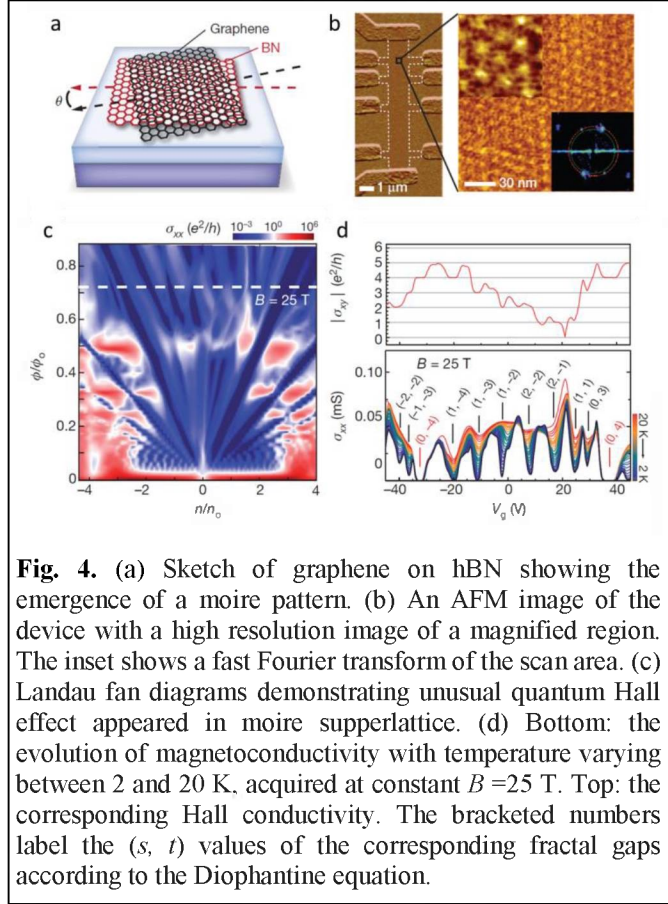 a
Graphene
BN
θ
b
1 μm
30 nm
c
σxx (e²/h) 10⁻³ 10⁰ 10⁶
B = 25 T
ϕ/ϕo
0.8
0.6
0.4
0.2
0
-4 -2 0 2 4
n/no
d
|σxy| (e²/h)
6
5
4
3
2
1
0
B = 25 T
σxx (mS)
0.10
0.05
0
(-2, -2)
(-1, -3)
(0, -4)
(1, -4)
(1, -3)
(1, -2)
(2, -2)
(2, -1)
(1, 1)
(0, 3)
(0, 4)
20 K
2 K
-40 -20 0 20 40
Vg (V)
Fig. 4. (a) Sketch of graphene on hBN showing the
emergence of a moire pattern. (b) An AFM image of the
device with a high resolution image of a magnified region.
The inset shows a fast Fourier transform of the scan area. (c)
Landau fan diagrams demonstrating unusual quantum Hall
effect appeared in moire supperlattice. (d) Bottom: the
evolution of magnetoconductivity with temperature varying
between 2 and 20 K, acquired at constant B =25 T. Top: the
corresponding Hall conductivity. The bracketed numbers
label the (s, t) values of the corresponding fractal gaps
according to the Diophantine equation.